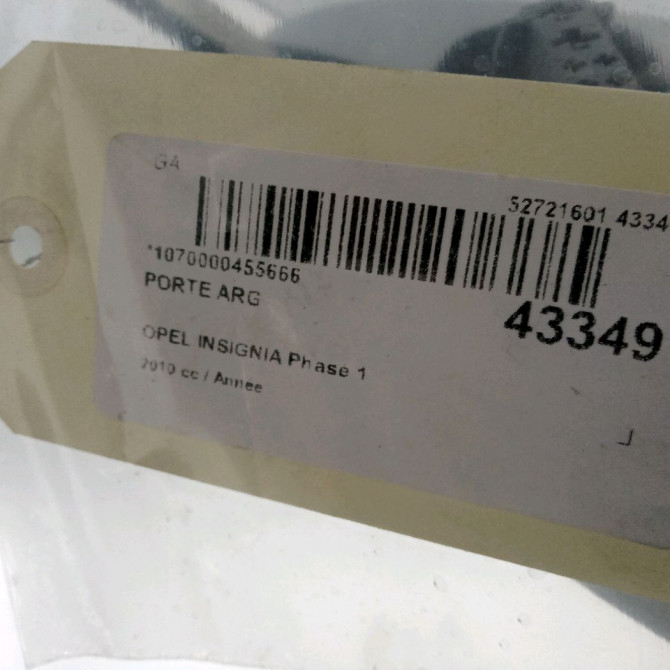 GA
52721601 4334
*1070000455666
PORTE ARG
43349
OPEL INSIGNIA Phase 1
2010 cc / Annee
J